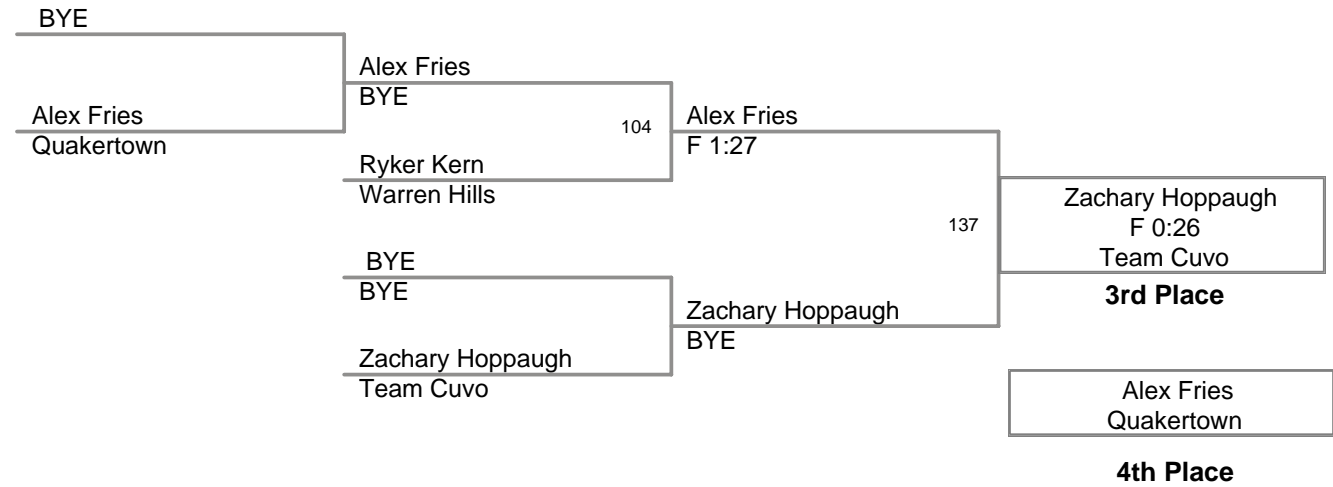 BYE
Alex Fries
Quakertown
Alex Fries
BYE
104
Ryker Kern
Warren Hills
BYE
BYE
Zachary Hoppaugh
Team Cuvo
Alex Fries
F 1:27
137
Zachary Hoppaugh
BYE
Zachary Hoppaugh
F 0:26
Team Cuvo
3rd Place
Alex Fries
Quakertown
4th Place